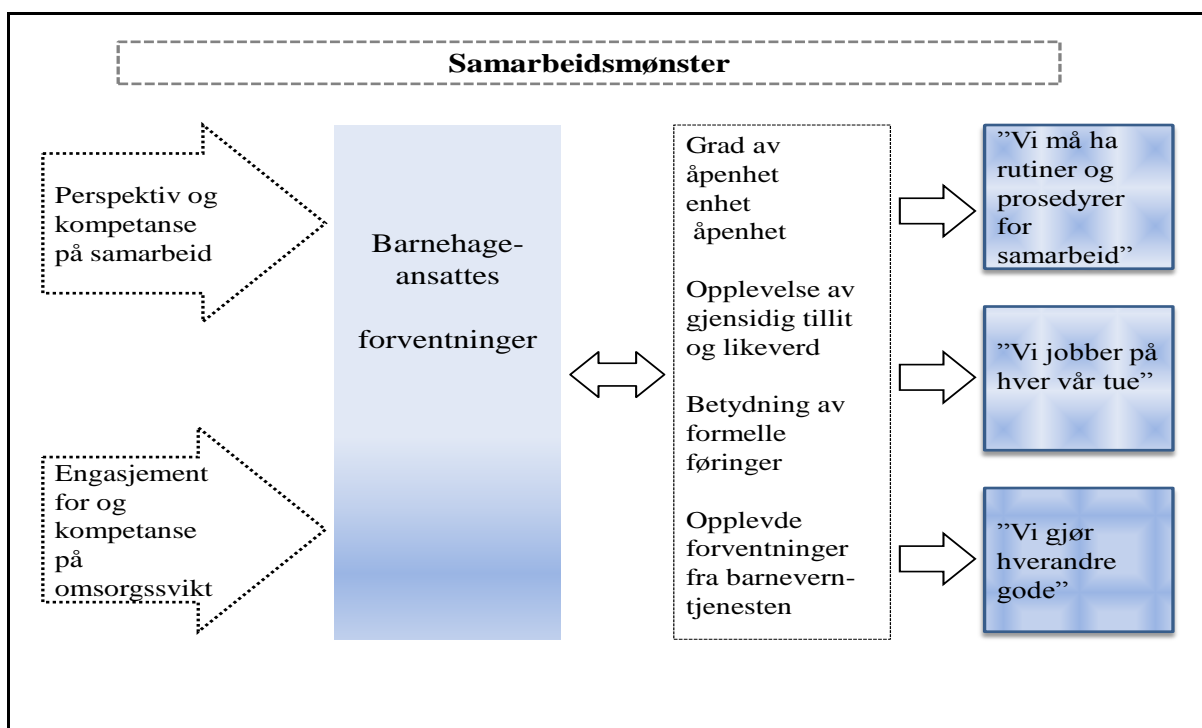 Samarbeidsmønster
Perspektiv og
kompetanse
på samarbeid
Engasjement
for og
kompetanse
på
omsorgssvikt
Barnehage-
ansattes
forventninger
Grad av
åpenhet
enhet
åpenhet
Opplevelse av
gjensidig tillit
og likeverd
Betydning av
formelle
føringer
Opplevde
forventninger
fra barnevern-
tjenesten
”Vi må ha
rutiner og
prosedyrer
for
samarbeid”
”Vi jobber på
hver vår tue”
”Vi gjør
hverandre
gode”